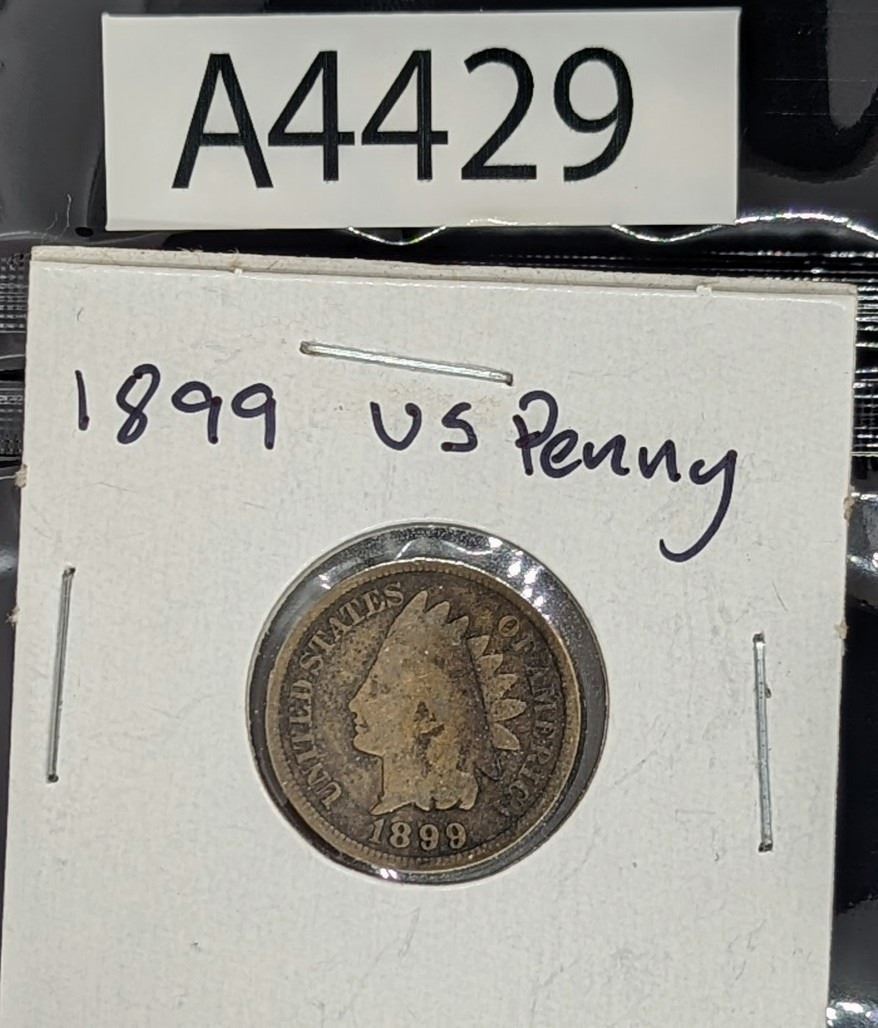 A4429
1899 US Penny
UNITED STATES OF AMERICA
1899